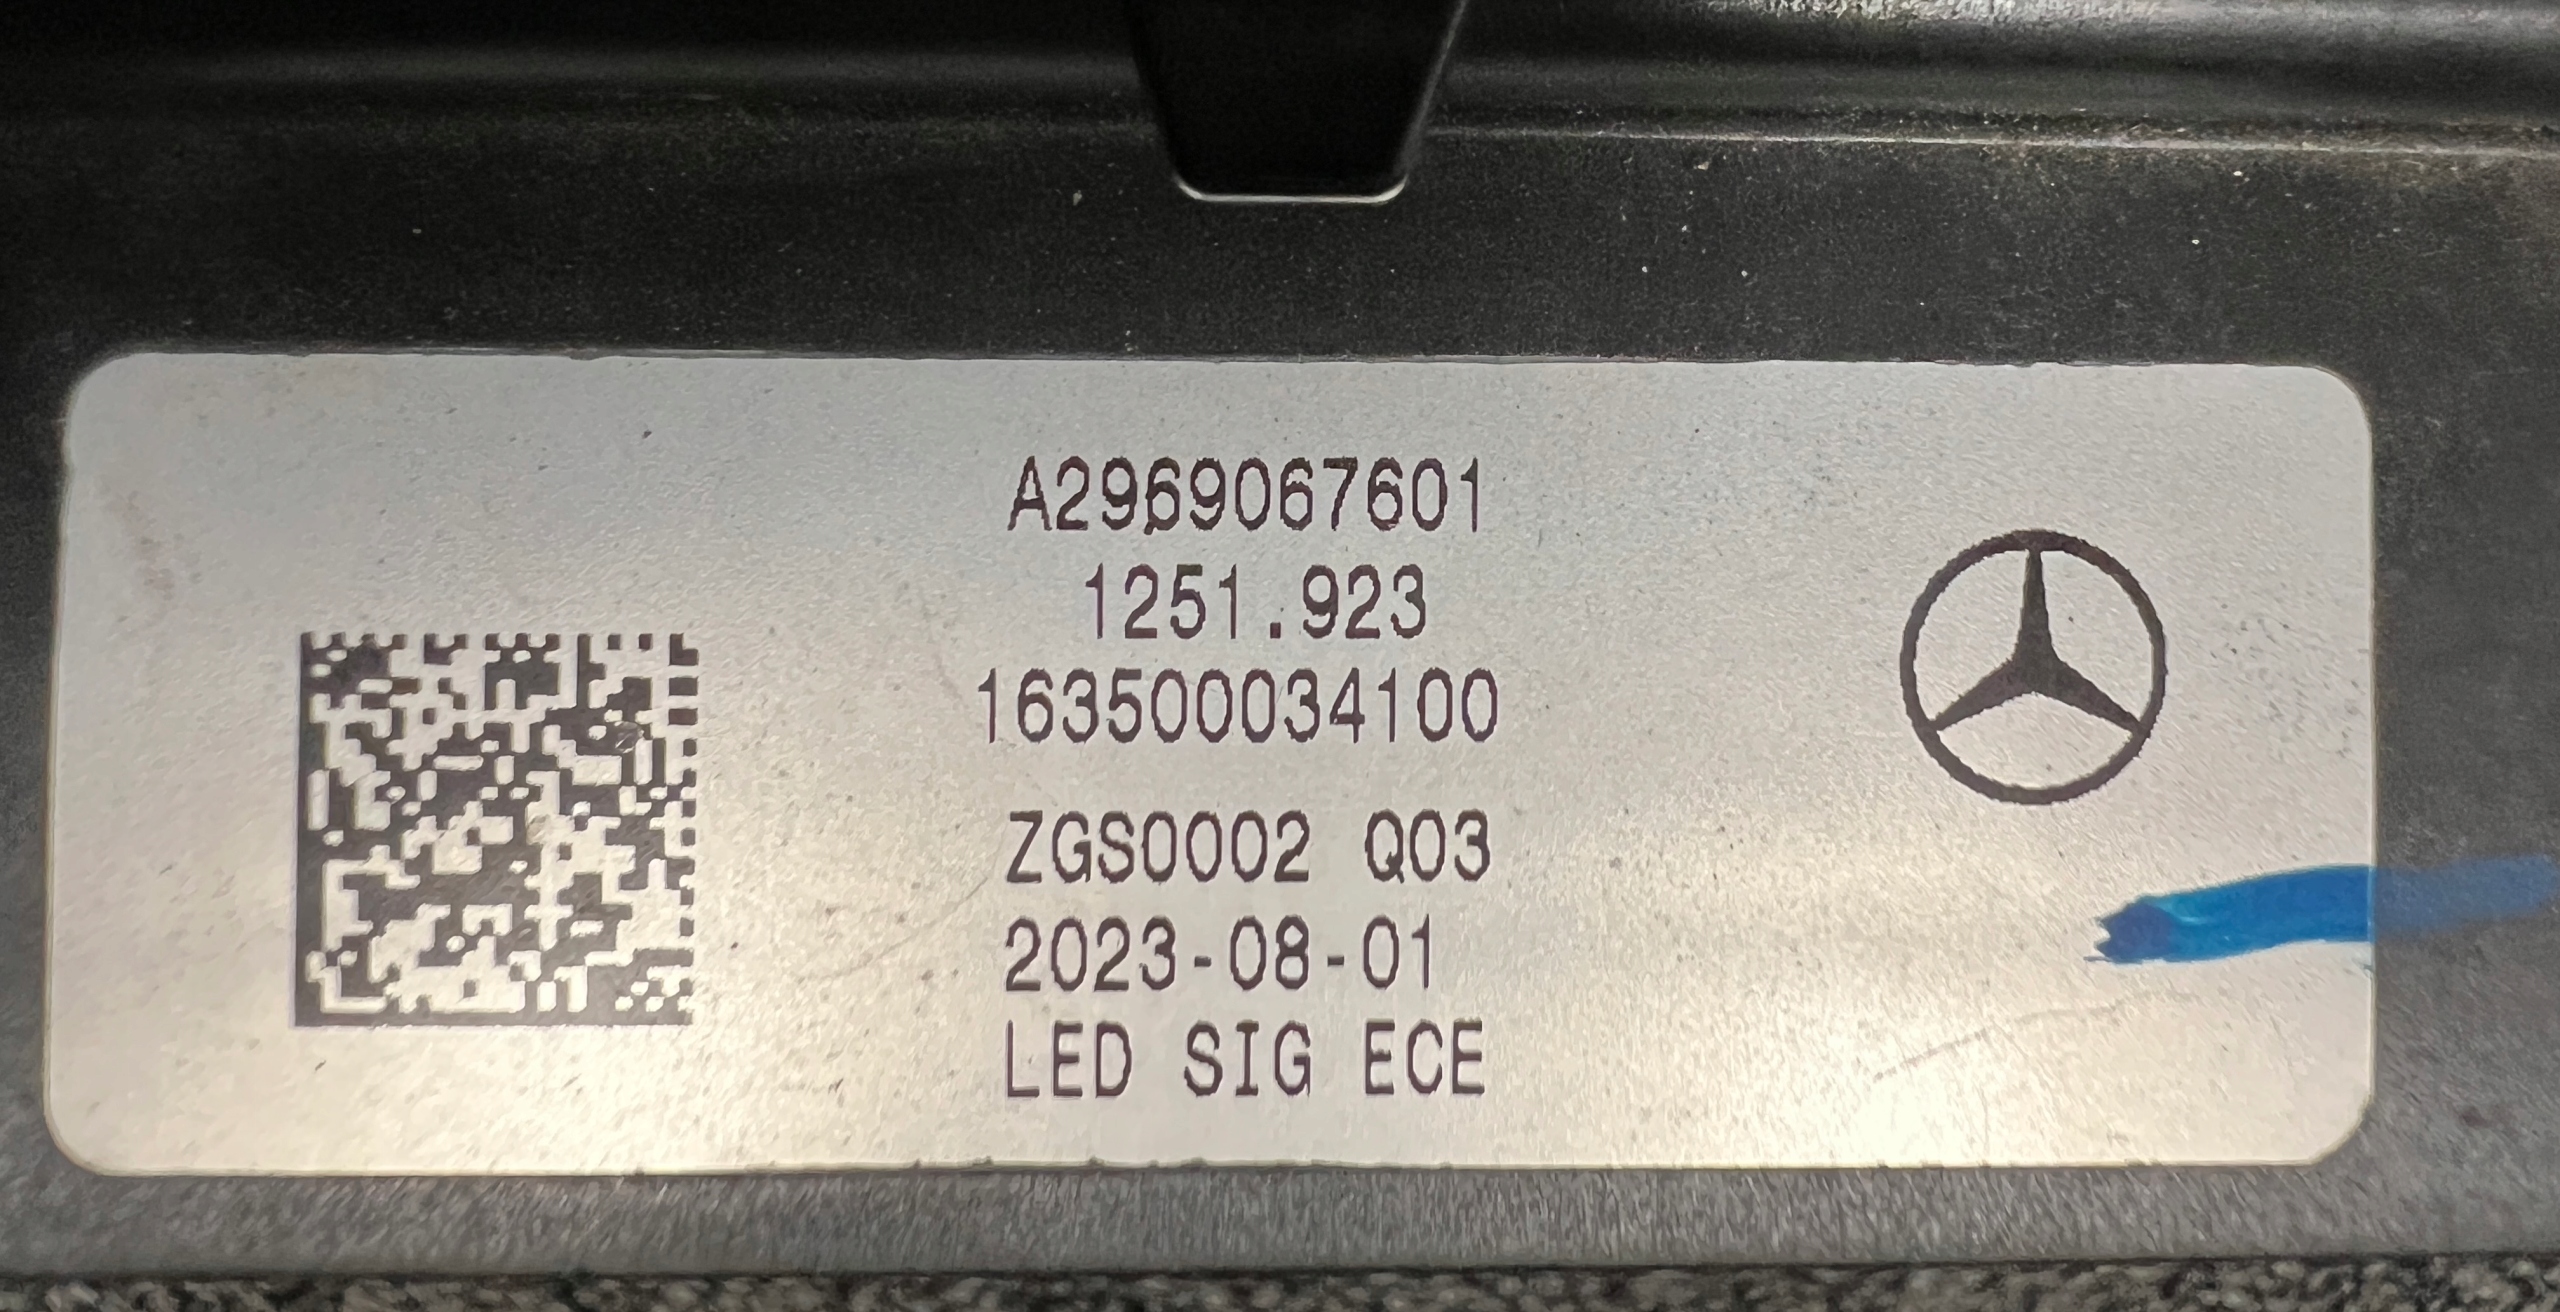 A2969067601
1251.923
163500034100
ZGS0002 Q03
2023-08-01
LED SIG ECE